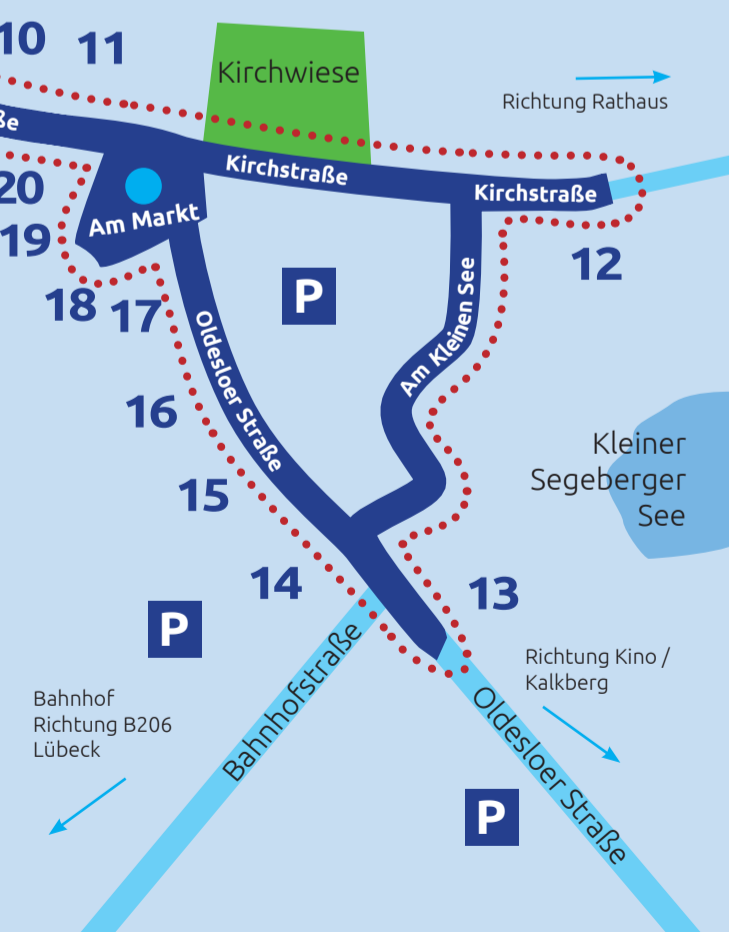 10
11
Kirchwiese
Richtung Rathaus
ße
Kirchstraße
Kirchstraße
20
Am Markt
19
12
18
17
P
Am Kleinen See
Oldesloer Straße
16
Kleiner
Segeberger
See
15
14
13
P
Richtung Kino /
Kalkberg
Bahnhof
Richtung B206
Lübeck
Bahnhofstraße
Oldesloer Straße
P